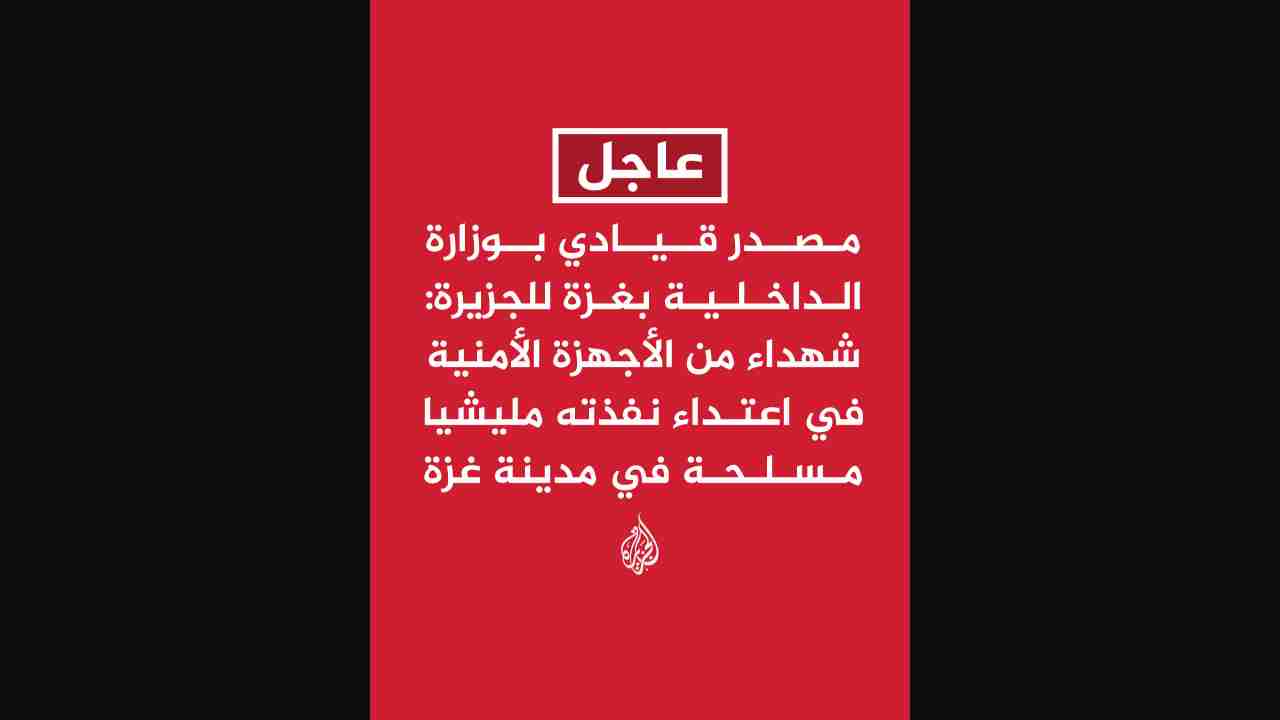 عاجل
مصدر قيادي بوزارة
الداخلية بغزة للجزيرة:
شهداء من الأجهزة الأمنية
في اعتداء نفذته مليشيا
مسلحة في مدينة غزة
الجزيرة